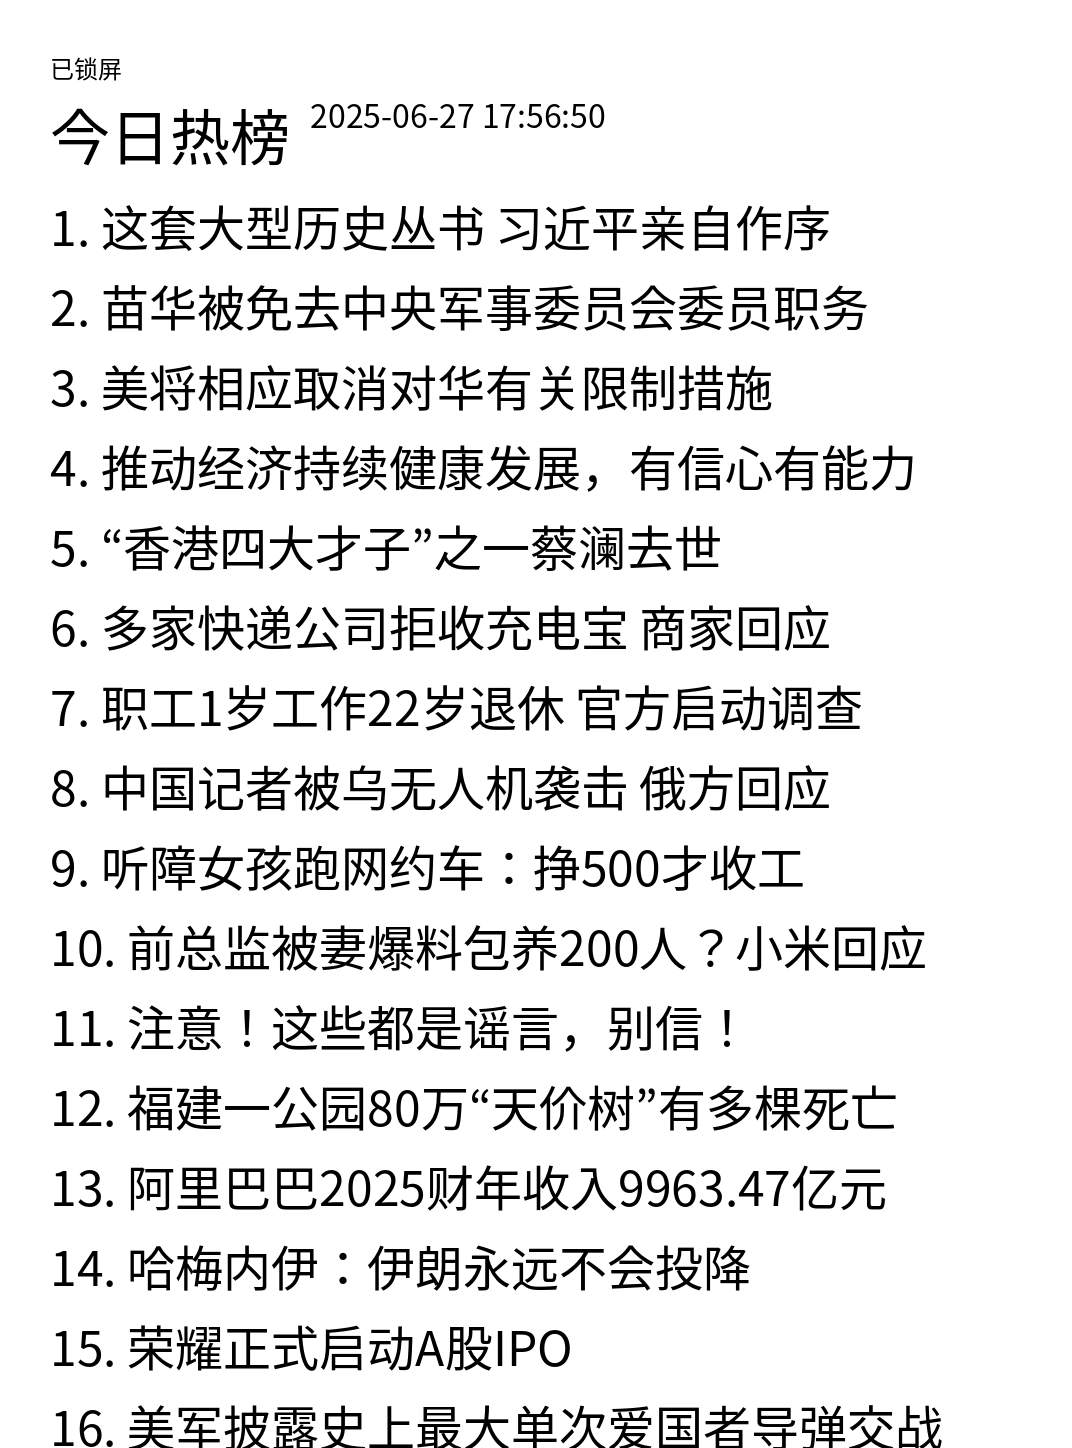 已锁屏
今日热榜 2025-06-27 17:56:50
1. 这套大型历史丛书 习近平亲自作序
2. 苗华被免去中央军事委员会委员职务
3. 美将相应取消对华有关限制措施
4. 推动经济持续健康发展，有信心有能力
5. “香港四大才子”之一蔡澜去世
6. 多家快递公司拒收充电宝 商家回应
7. 职工1岁工作22岁退休 官方启动调查
8. 中国记者被乌无人机袭击 俄方回应
9. 听障女孩跑网约车：挣500才收工
10. 前总监被妻爆料包养200人？小米回应
11. 注意！这些都是谣言，别信！
12. 福建一公园80万“天价树”有多棵死亡
13. 阿里巴巴2025财年收入9963.47亿元
14. 哈梅内伊：伊朗永远不会投降
15. 荣耀正式启动A股IPO
16. 美军披露史上最大单次爱国者导弹交战